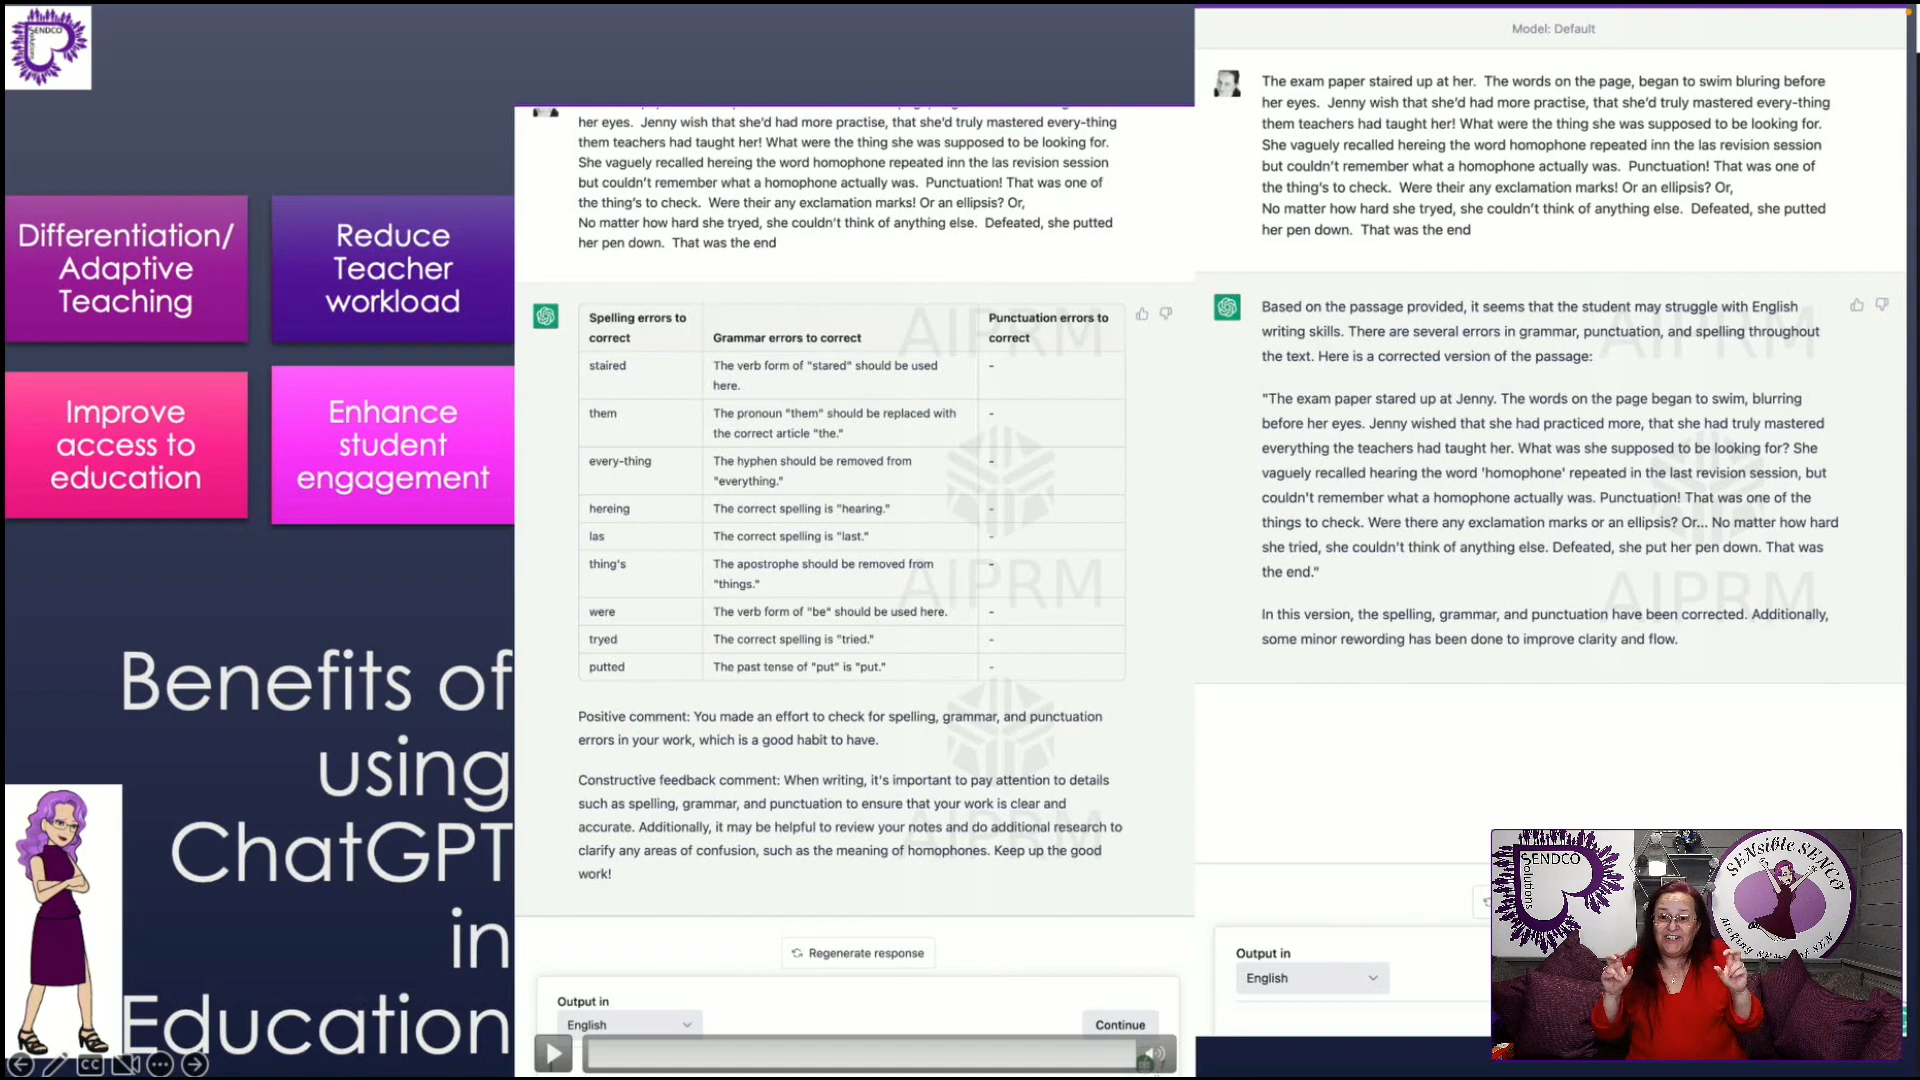 SENDCO
Solutions
Differentiation/
Adaptive
Teaching
Reduce
Teacher
workload
Improve
access to
education
Enhance
student
engagement
Benefits of
using
ChatGPT
in
Education
her eyes. Jenny wish that she'd had more practise, that she'd truly mastered every-thing
them teachers had taught her! What were the thing she was supposed to be looking for.
She vaguely recalled hereing the word homophone repeated inn the las revision session
but couldn't remember what a homophone actually was. Punctuation! That was one of
the thing's to check. Were their any exclamation marks! Or an ellipsis? Or,
No matter how hard she tryed, she couldn't think of anything else. Defeated, she putted
her pen down. That was the end
Spelling errors to correct | Grammar errors to correct | Punctuation errors to correct
staired | The verb form of "stared" should be used here. | -
them | The pronoun "them" should be replaced with the correct article "the." | -
every-thing | The hyphen should be removed from "everything." | -
hereing | The correct spelling is "hearing." | -
las | The correct spelling is "last." | -
thing's | The apostrophe should be removed from "things." | -
were | The verb form of "be" should be used here. | -
tryed | The correct spelling is "tried." | -
putted | The past tense of "put" is "put." | -
AIPRM
AIPRM
AIPRM
Positive comment: You made an effort to check for spelling, grammar, and punctuation
errors in your work, which is a good habit to have.
Constructive feedback comment: When writing, it's important to pay attention to details
such as spelling, grammar, and punctuation to ensure that your work is clear and
accurate. Additionally, it may be helpful to review your notes and do additional research to
clarify any areas of confusion, such as the meaning of homophones. Keep up the good
work!
Regenerate response
Output in
English
Continue
CC
Model: Default
The exam paper staired up at her. The words on the page, began to swim bluring before
her eyes. Jenny wish that she'd had more practise, that she'd truly mastered every-thing
them teachers had taught her! What were the thing she was supposed to be looking for.
She vaguely recalled hereing the word homophone repeated inn the las revision session
but couldn't remember what a homophone actually was. Punctuation! That was one of
the thing's to check. Were their any exclamation marks! Or an ellipsis? Or,
No matter how hard she tryed, she couldn't think of anything else. Defeated, she putted
her pen down. That was the end
Based on the passage provided, it seems that the student may struggle with English
writing skills. There are several errors in grammar, punctuation, and spelling throughout
the text. Here is a corrected version of the passage:
"The exam paper stared up at Jenny. The words on the page began to swim, blurring
before her eyes. Jenny wished that she had practiced more, that she had truly mastered
everything the teachers had taught her. What was she supposed to be looking for? She
vaguely recalled hearing the word 'homophone' repeated in the last revision session, but
couldn't remember what a homophone actually was. Punctuation! That was one of the
things to check. Were there any exclamation marks or an ellipsis? Or... No matter how hard
she tried, she couldn't think of anything else. Defeated, she put her pen down. That was
the end."
In this version, the spelling, grammar, and punctuation have been corrected. Additionally,
some minor rewording has been done to improve clarity and flow.
AIPRM
AIPRM
Output in
English
SENDCO
Solutions
SENsible SENCO
Making sense of SEN